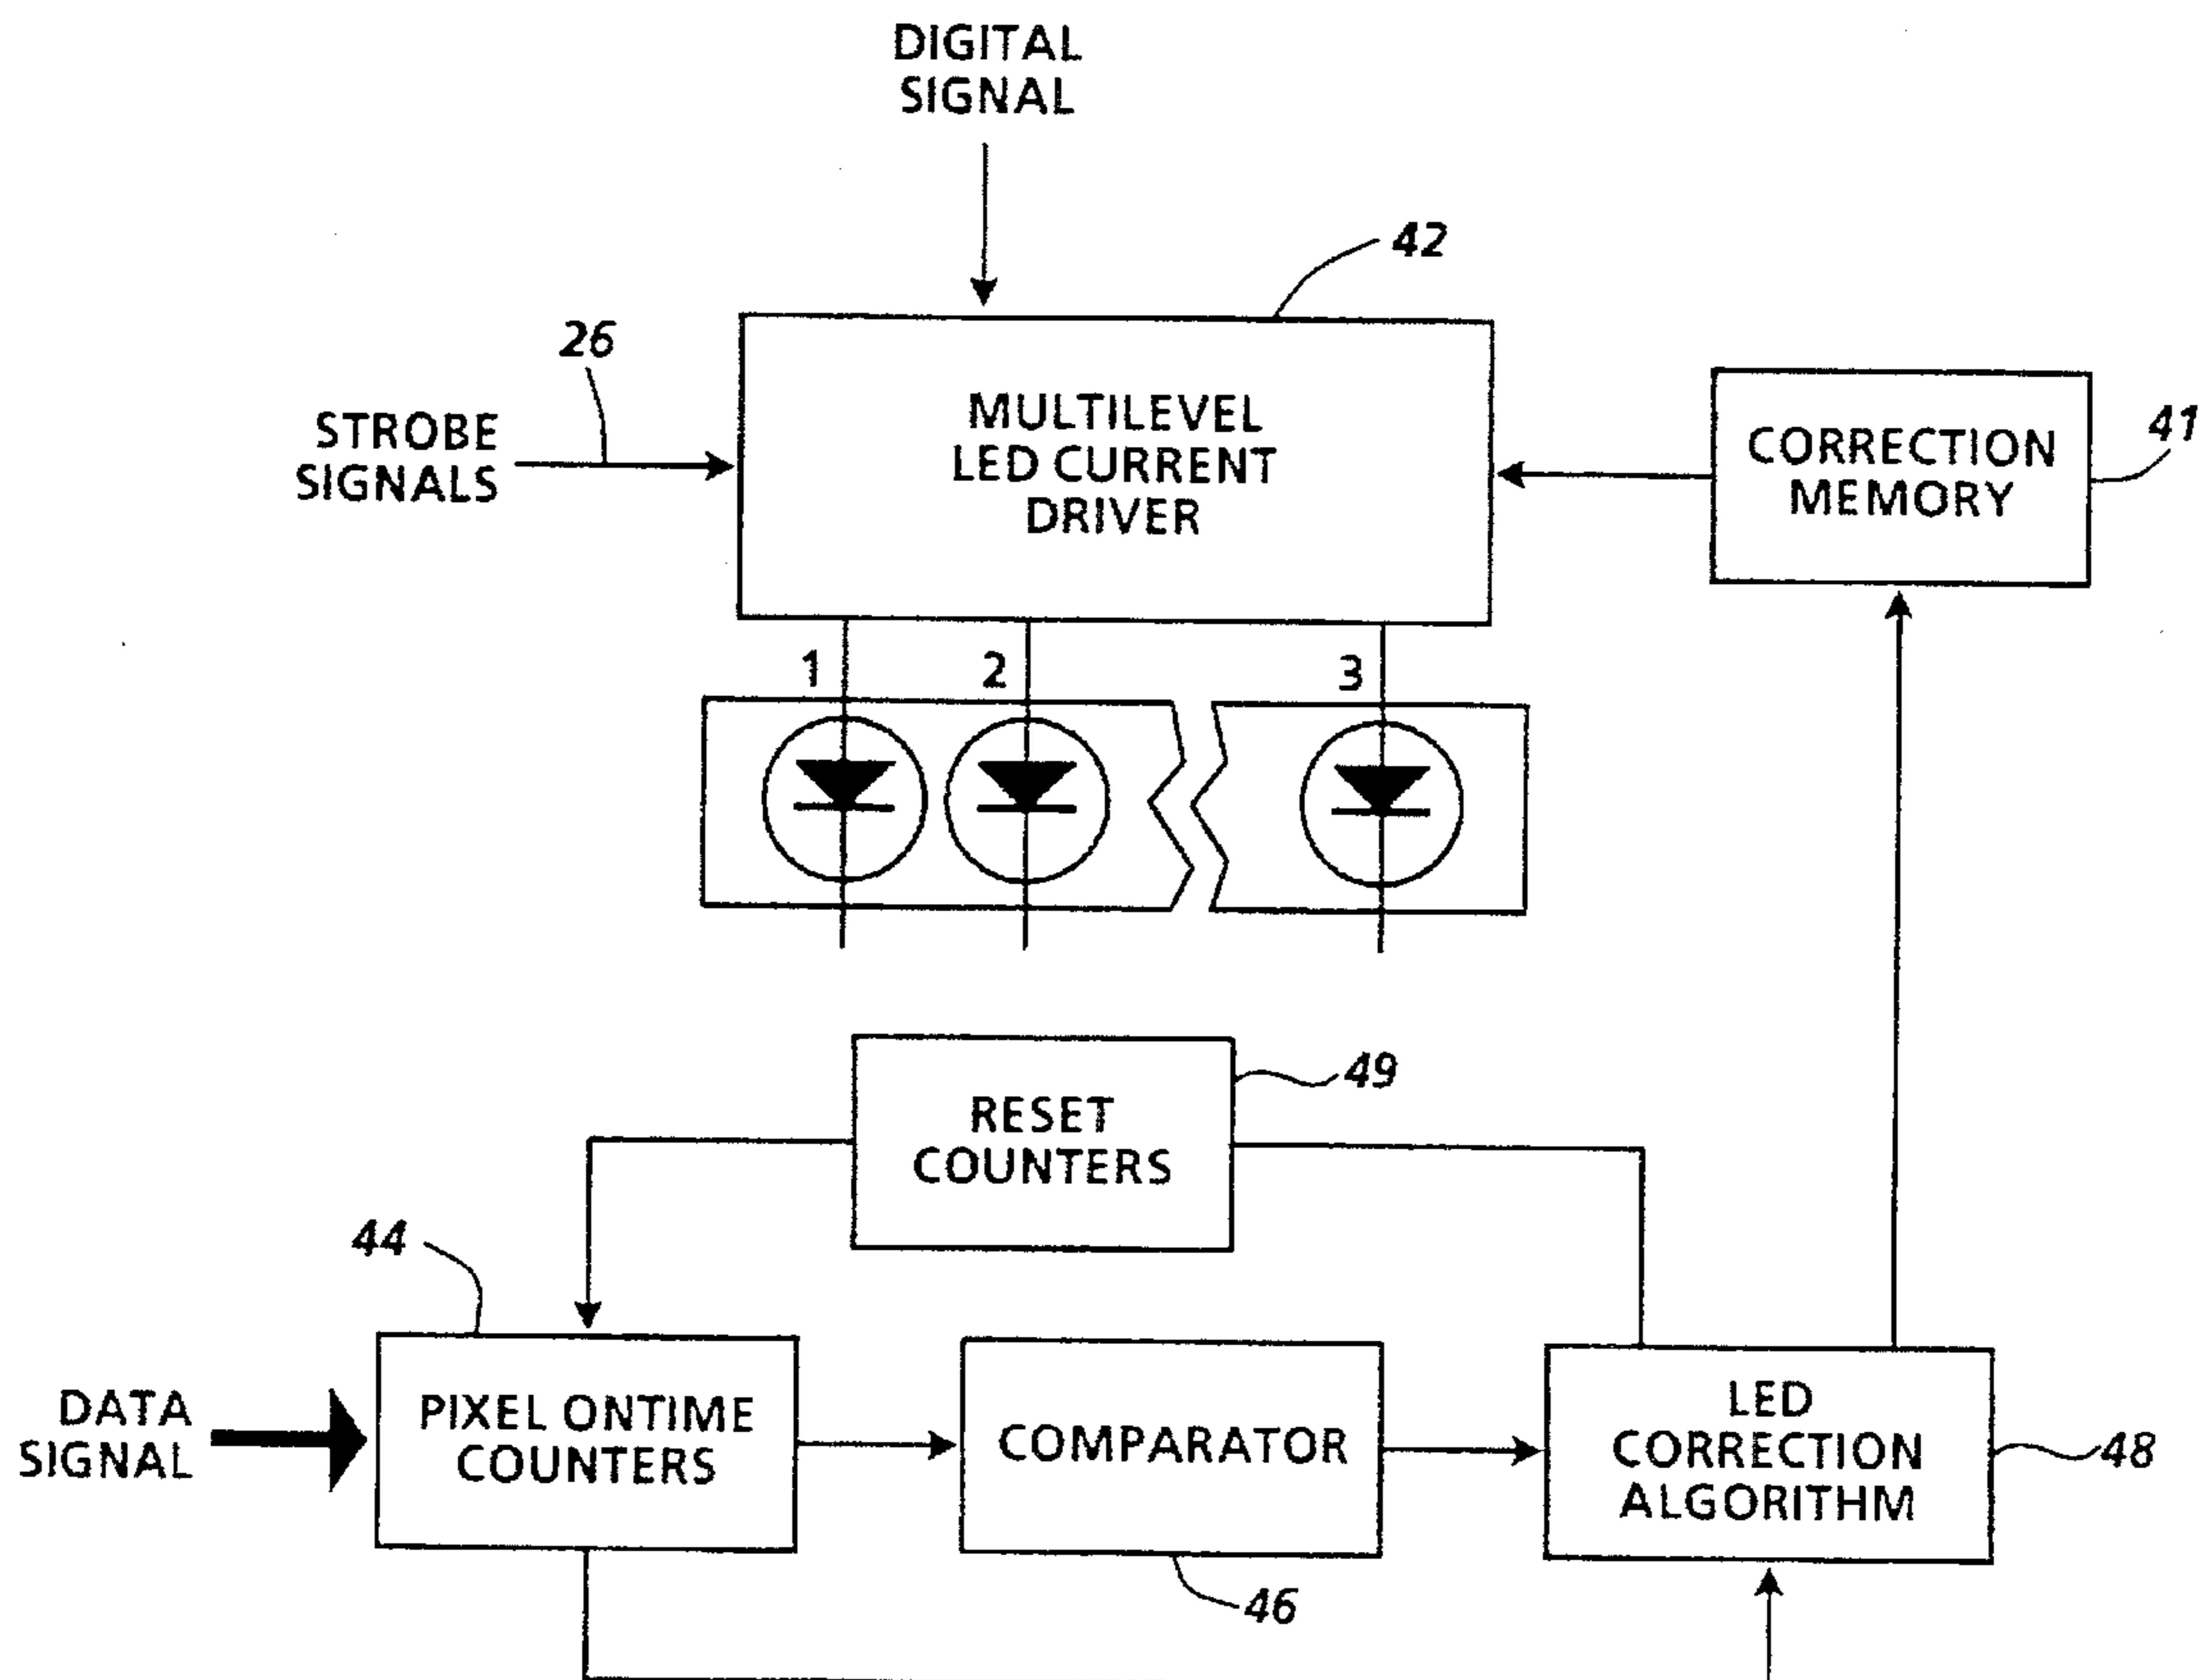 DIGITAL
SIGNAL
42
26
STROBE
SIGNALS
MULTILEVEL
LED CURRENT
DRIVER
CORRECTION
MEMORY
41
1
2
3
RESET
COUNTERS
49
44
DATA
SIGNAL
PIXEL ONTIME
COUNTERS
COMPARATOR
46
LED
CORRECTION
ALGORITHM
48